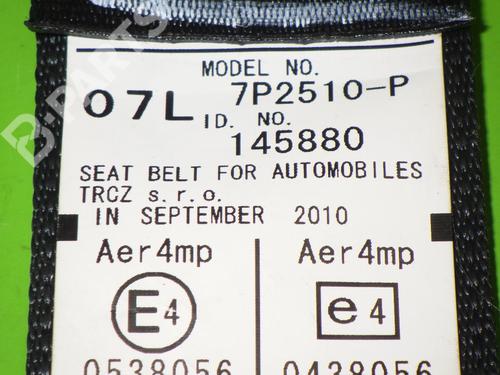 MODEL NO.
07L 7P2510-P
ID. NO.
145880
SEAT BELT FOR AUTOMOBILES
TRCZ s.r.o.
IN SEPTEMBER 2010
Aer4mp Aer4mp
E4 e4
0538056 0438056
B-PARTS